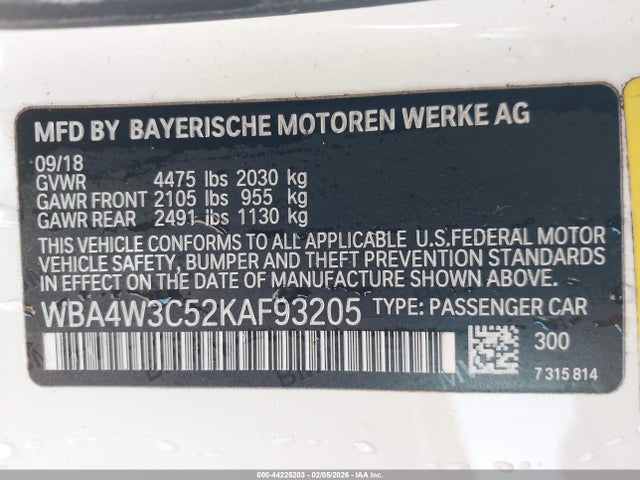 MFD BY BAYERISCHE MOTOREN WERKE AG
09/18
GVWR 4475 lbs 2030 kg
GAWR FRONT 2105 lbs 955 kg
GAWR REAR 2491 lbs 1130 kg
THIS VEHICLE CONFORMS TO ALL APPLICABLE U.S.FEDERAL MOTOR
VEHICLE SAFETY, BUMPER AND THEFT PREVENTION STANDARDS
IN EFFECT ON THE DATE OF MANUFACTURE SHOWN ABOVE.
WBA4W3C52KAF93205 TYPE: PASSENGER CAR
300
7 315 814
000-44225203 - 02/05/2026 - IAAI.COM